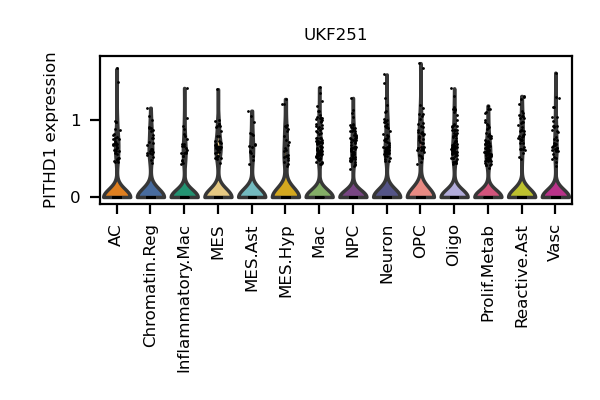 UKF251
PITHD1 expression
1
0
AC
Chromatin.Reg
Inflammatory.Mac
MES
MES.Ast
MES.Hyp
Mac
NPC
Neuron
OPC
Oligo
Prolif.Metab
Reactive.Ast
Vasc